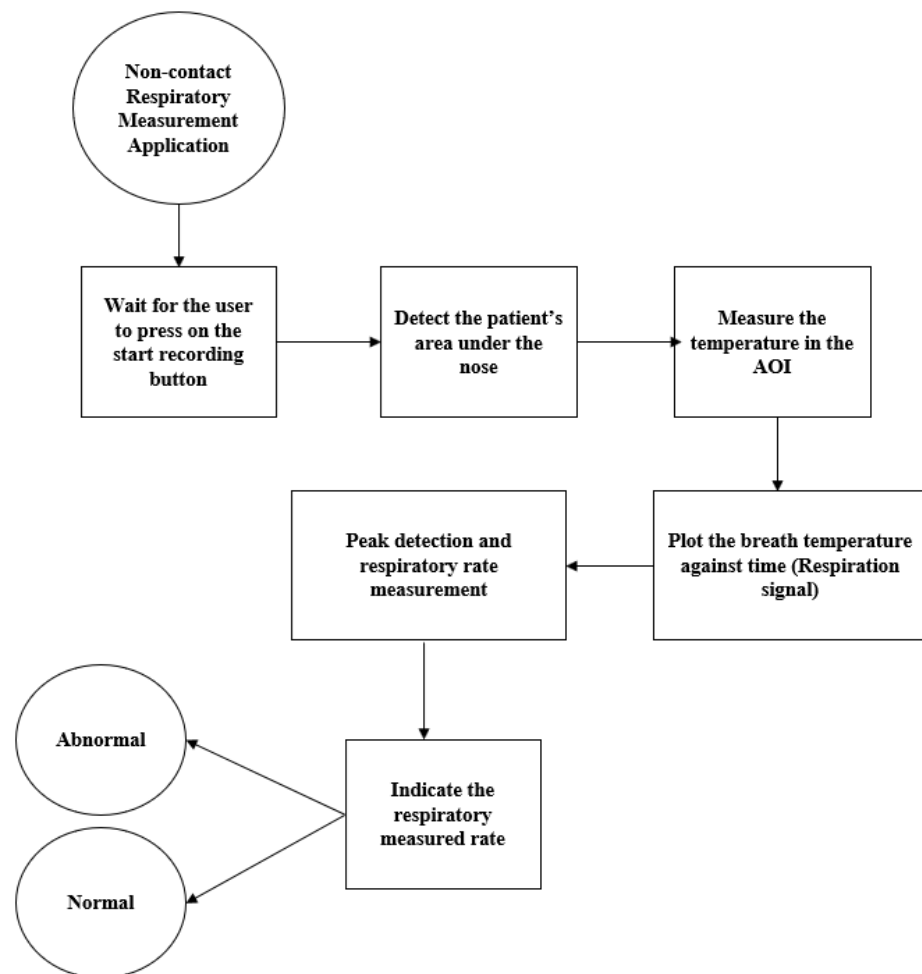 Non-contact
Respiratory
Measurement
Application
Wait for the user
to press on the
start recording
button
Detect the patient’s
area under the
nose
Measure the
temperature in the
AOI
Plot the breath temperature
against time (Respiration
signal)
Peak detection and
respiratory rate
measurement
Indicate the
respiratory
measured rate
Abnormal
Normal